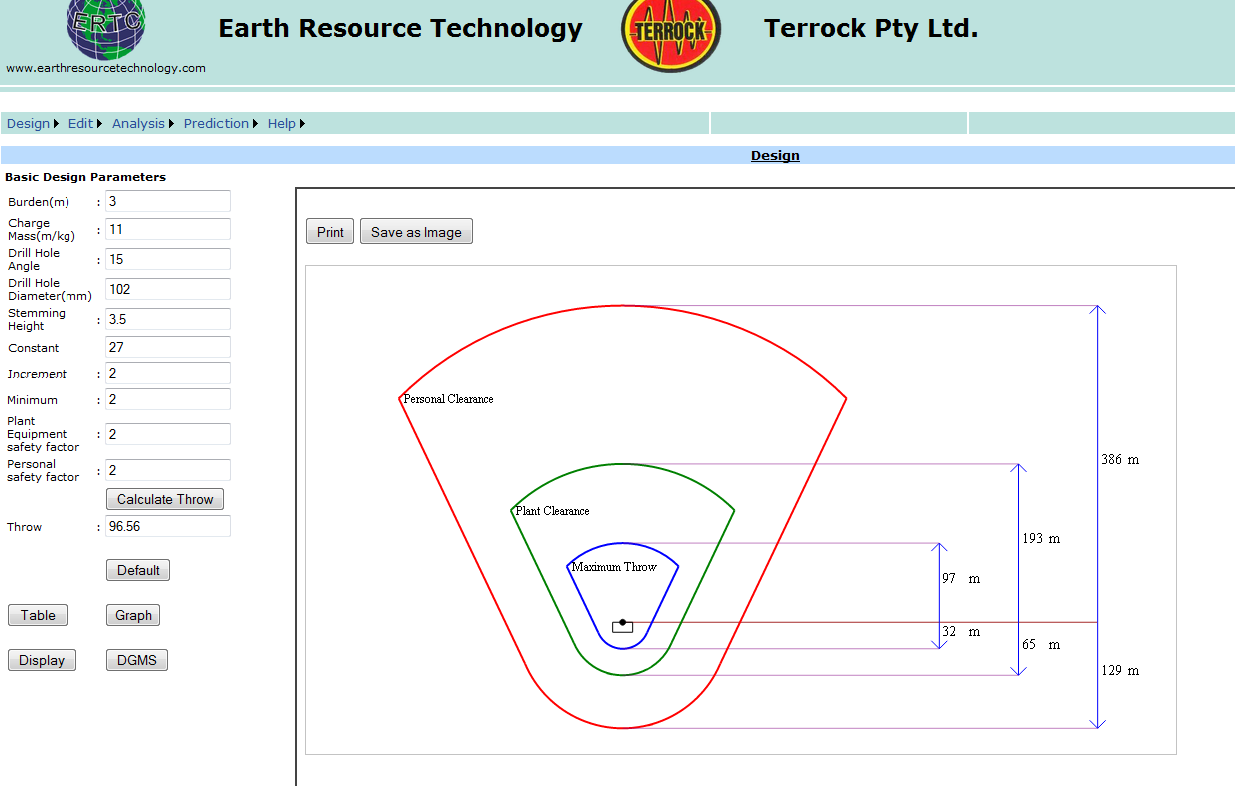 ERTC
Earth Resource Technology
TERROCK
Terrock Pty Ltd.
www.earthresourcetechnology.com
Design Edit Analysis Prediction Help
Design
Basic Design Parameters
Burden(m) : 3
Charge
Mass(m/kg) : 11
Drill Hole
Angle : 15
Drill Hole
Diameter(mm) 102
Stemming
Height : 3.5
Constant 27
Increment : 2
Minimum : 2
Plant
Equipment
safety factor : 2
Personal
safety factor : 2
Calculate Throw
Throw : 96.56
Default
Table Graph
Display DGMS
Print Save as Image
Personal Clearance
386 m
Plant Clearance
193 m
Maximum Throw
97 m
32 m
65 m
129 m